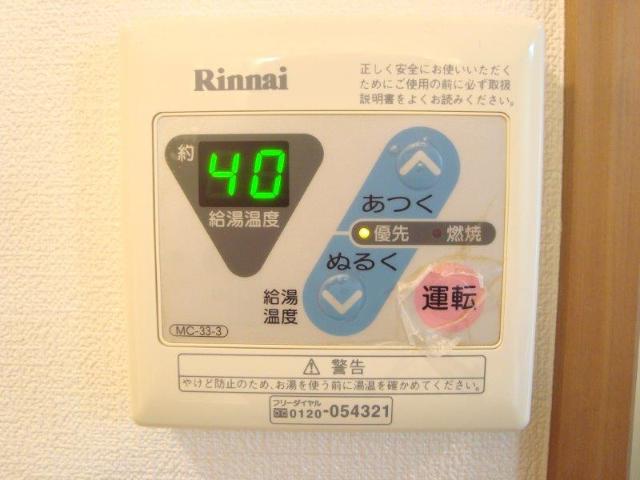 Rinnai
正しく安全にお使いいただく
ためにご使用の前に必ず取扱
説明書をよくお読みください。
約
40
給湯温度
あつく
優先 燃焼
ぬるく
給湯
温度
運転
MC-33-3
⚠ 警告
やけど防止のため、お湯を使う前に湯温を確かめてください。
フリーダイヤル
0120-054321